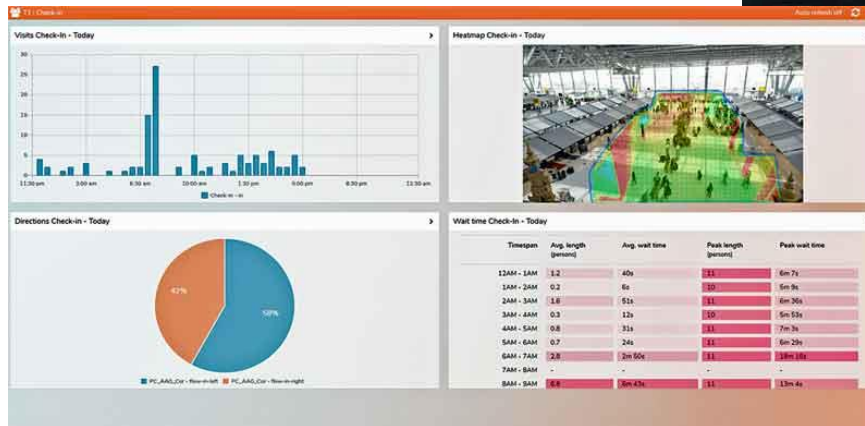 T1 | Check-in
Auto refresh off
Visits Check-In - Today
30
25
20
15
10
5
0
11:30 pm 3:00 am 6:30 am 10:00 am 1:30 pm 5:00 pm 8:30 pm 11:30 am
Check-in - in
Heatmap Check-in - Today
Directions Check-in - Today
42%
58%
PC_AAG_Cor - flow-in-left PC_AAG_Cor - flow-in-right
Wait time Check-In - Today
Timespan Avg. length (persons) Avg. wait time Peak length (persons) Peak wait time
12AM - 1AM 1.2 40s 11 6m 7s
1AM - 2AM 0.2 6s 10 5m 9s
2AM - 3AM 1.6 51s 11 6m 36s
3AM - 4AM 0.3 12s 10 5m 53s
4AM - 5AM 0.8 31s 11 7m 3s
5AM - 6AM 0.7 24s 11 6m 29s
6AM - 7AM 2.8 2m 50s 11 18m
7AM - 8AM - - - -
8AM - 9AM 6m 43s 11 13m 4s